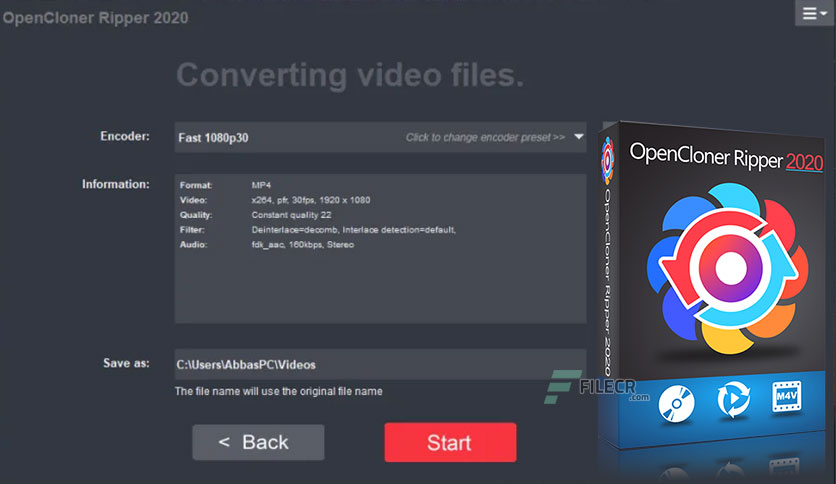 OpenCloner Ripper 2020
Converting video files.
Encoder: Fast 1080p30 Click to change encoder preset >>
Information:
Format: MP4
Video: x264, pfr, 30fps, 1920 x 1080
Quality: Constant quality 22
Filter: Deinterlace=decomb, Interlace detection=default,
Audio: fdk_aac, 160kbps, Stereo
Save as: C:\Users\AbbasPC\Videos
The file name will use the original file name
< Back
Start
OpenCloner Ripper 2020
OpenCloner Ripper 2020
M4V
FILECR
.com